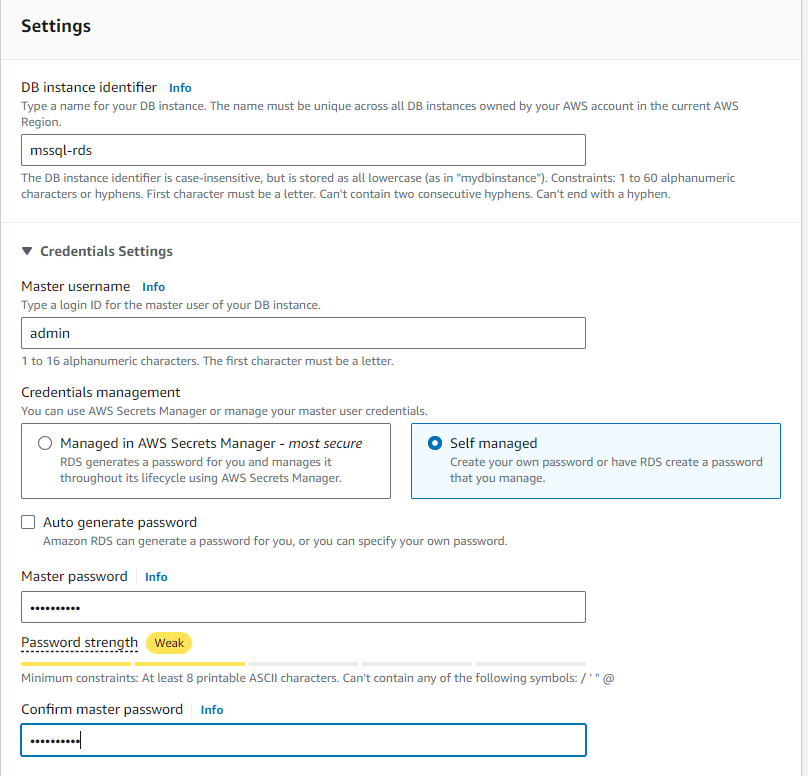 Settings
DB instance identifier Info
Type a name for your DB instance. The name must be unique across all DB instances owned by your AWS account in the current AWS
Region.
mssql-rds
The DB instance identifier is case-insensitive, but is stored as all lowercase (as in "mydbinstance"). Constraints: 1 to 60 alphanumeric
characters or hyphens. First character must be a letter. Can't contain two consecutive hyphens. Can't end with a hyphen.
▼ Credentials Settings
Master username Info
Type a login ID for the master user of your DB instance.
admin
1 to 16 alphanumeric characters. The first character must be a letter.
Credentials management
You can use AWS Secrets Manager or manage your master user credentials.
Managed in AWS Secrets Manager - most secure
RDS generates a password for you and manages it
throughout its lifecycle using AWS Secrets Manager.
Self managed
Create your own password or have RDS create a password
that you manage.
Auto generate password
Amazon RDS can generate a password for you, or you can specify your own password.
Master password Info
••••••••••
Password strength Weak
Minimum constraints: At least 8 printable ASCII characters. Can't contain any of the following symbols: / ' " @
Confirm master password Info
••••••••••